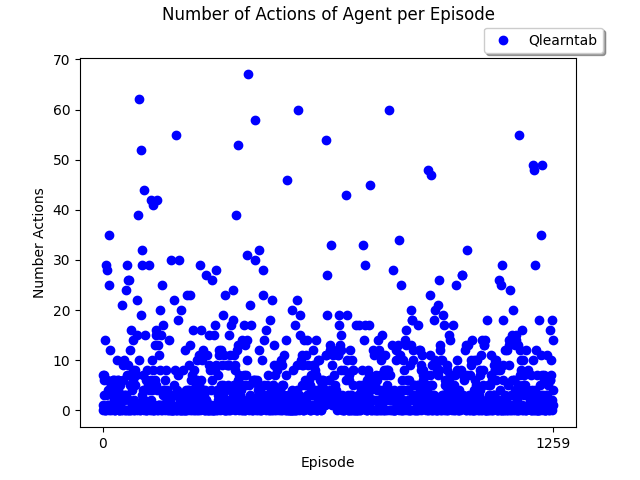 Number of Actions of Agent per Episode
Qlearntab
70
60
50
40
30
20
10
0
Number Actions
0 1259
Episode